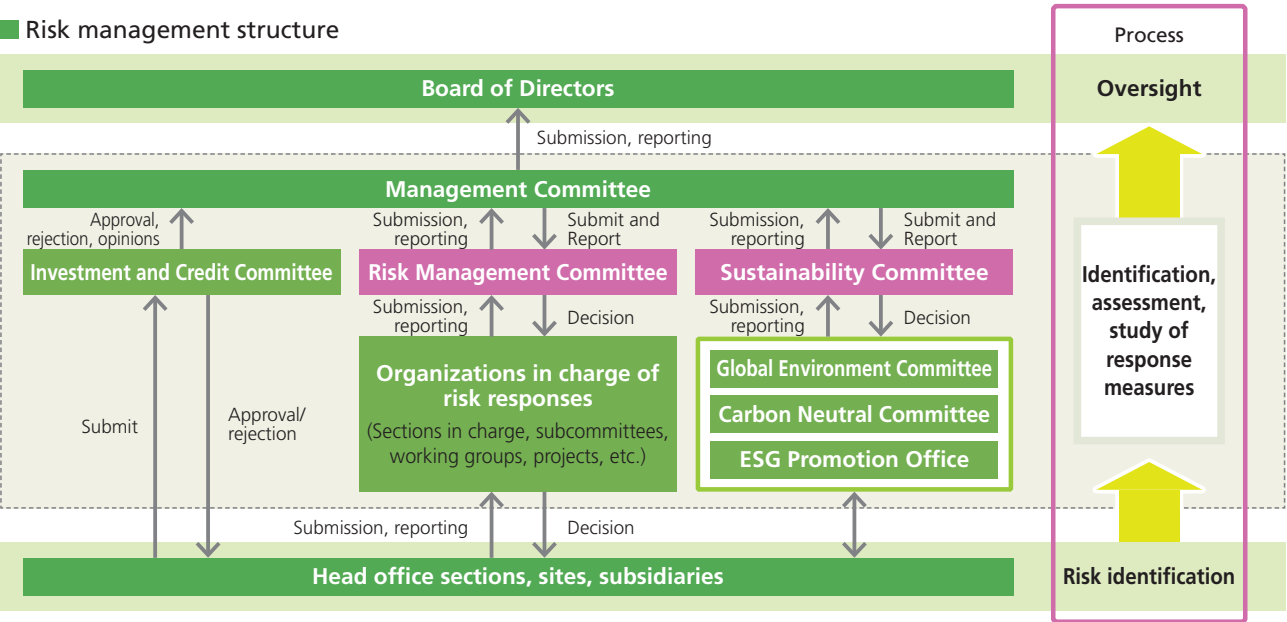 Risk management structure
Process
Board of Directors
Oversight
Submission, reporting
Management Committee
Approval,
rejection, opinions
Submission,
reporting
Submit and
Report
Submission,
reporting
Submit and
Report
Investment and Credit Committee
Risk Management Committee
Sustainability Committee
Identification,
assessment,
study of
response
measures
Submission,
reporting
Decision
Submission,
reporting
Decision
Organizations in charge of
risk responses
(Sections in charge, subcommittees,
working groups, projects, etc.)
Global Environment Committee
Carbon Neutral Committee
ESG Promotion Office
Submit
Approval/
rejection
Submission, reporting
Decision
Head office sections, sites, subsidiaries
Risk identification